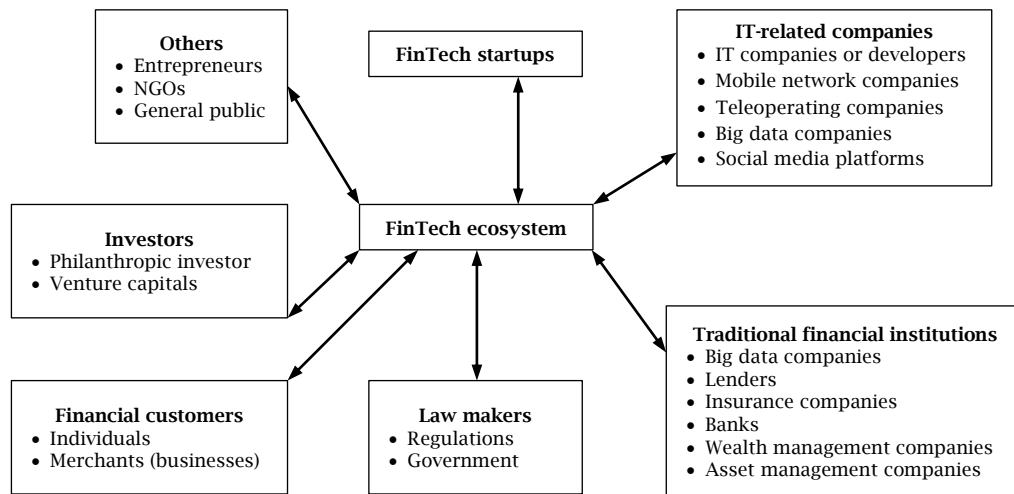 Others
• Entrepreneurs
• NGOs
• General public
FinTech startups
IT-related companies
• IT companies or developers
• Mobile network companies
• Teleoperating companies
• Big data companies
• Social media platforms
FinTech ecosystem
Investors
• Philanthropic investor
• Venture capitals
Financial customers
• Individuals
• Merchants (businesses)
Law makers
• Regulations
• Government
Traditional financial institutions
• Big data companies
• Lenders
• Insurance companies
• Banks
• Wealth management companies
• Asset management companies